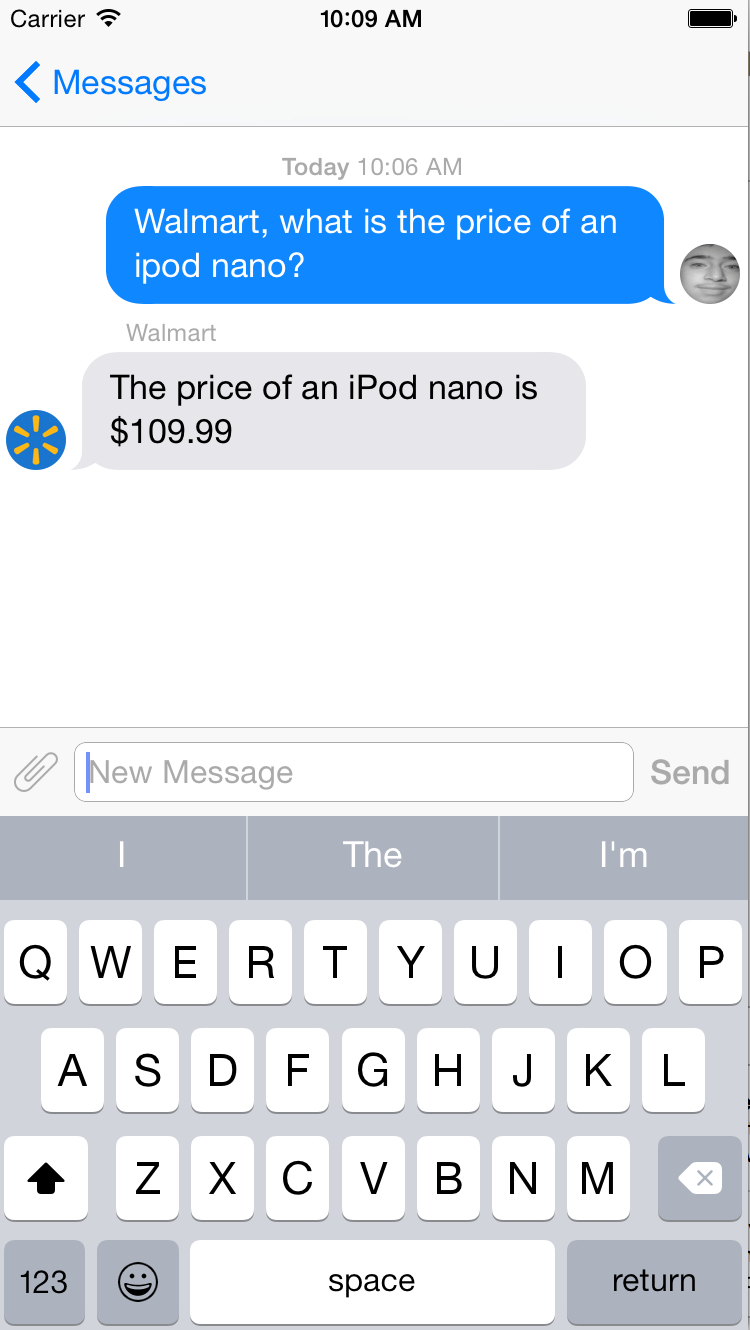 Carrier 10:09 AM
Messages
Today 10:06 AM
Walmart, what is the price of an
ipod nano?
Walmart
The price of an iPod nano is
$109.99
New Message Send
I The I'm
Q W E R T Y U I O P
A S D F G H J K L
Z X C V B N M
123 space return